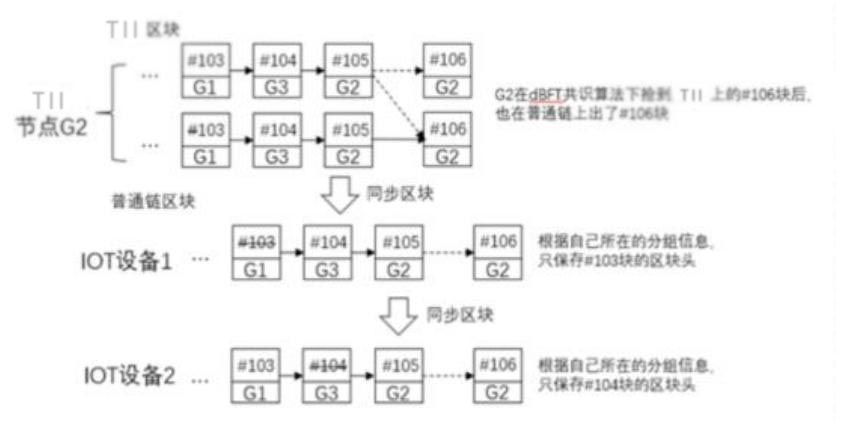 TII 区块
#103 #104 #105 #106
G1 G3 G2 G2
TII
节点G2
...
G2在dBFT共识算法下抢到 TII 上的#106块后，
也在普通链上出了#106块
#103 #104 #105 #106
G1 G3 G2 G2
...
普通链区块
同步区块
IOT设备1 ...
#103 #104 #105 #106
G1 G3 G2 G2
根据自己所在的分组信息，
只保存#103块的区块头
同步区块
IOT设备2 ...
#103 #104 #105 #106
G1 G3 G2 G2
根据自己所在的分组信息，
只保存#104块的区块头